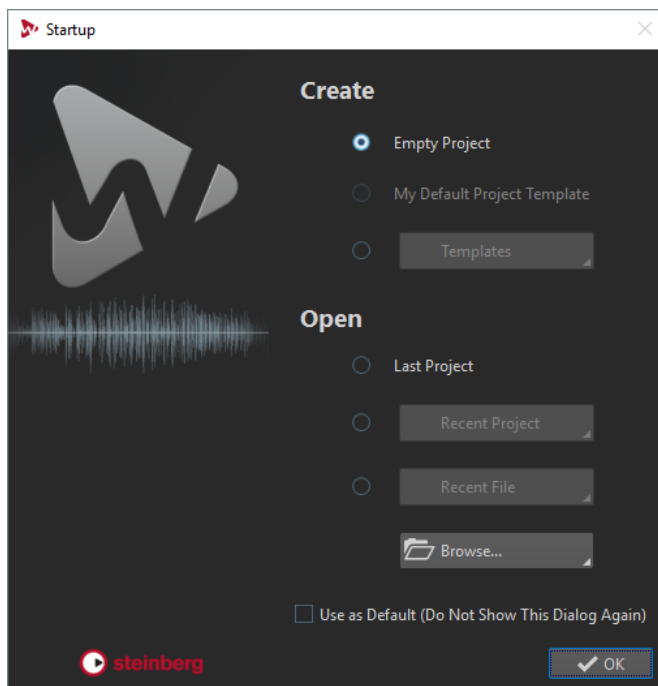 Startup
Create
Empty Project
My Default Project Template
Templates
Open
Last Project
Recent Project
Recent File
Browse...
Use as Default (Do Not Show This Dialog Again)
steinberg
OK